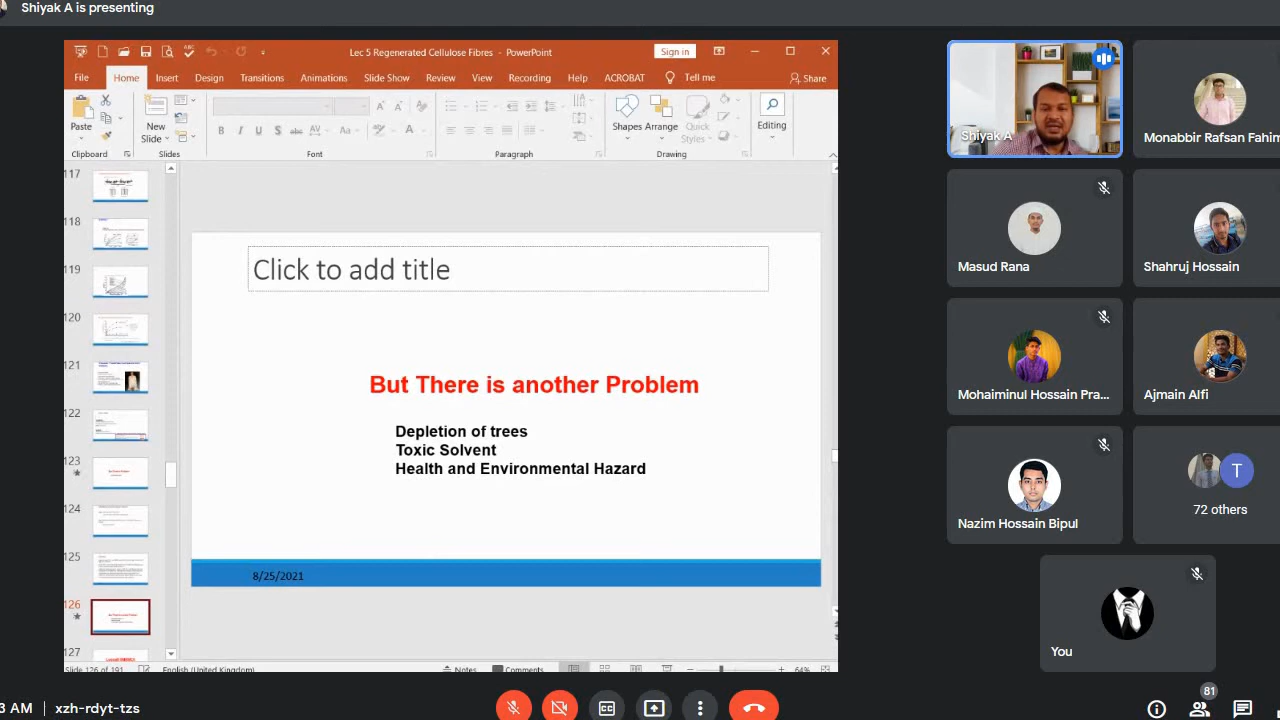 Shiyak A is presenting
Lec 5 Regenerated Cellulose Fibres - PowerPoint
Sign in
File Home Insert Design Transitions Animations Slide Show Review View Recording Help ACROBAT Tell me Share
Paste
New Slide
Shapes Arrange Quick Styles
Editing
Clipboard Slides Font Paragraph Drawing
117
118
119
120
121
122
123
124
125
126
127
Click to add title
But There is another Problem
Depletion of trees
Toxic Solvent
Health and Environmental Hazard
8/25/2021
Slide 126 of 191 English (United Kingdom) Notes Comments 64%
Shiyak A
Monabbir Rafsan Fahim
Masud Rana
Shahruj Hossain
Mohaiminul Hossain Pra...
Ajmain Alfi
Nazim Hossain Bipul
T
72 others
You
3 AM | xzh-rdyt-tzs
81